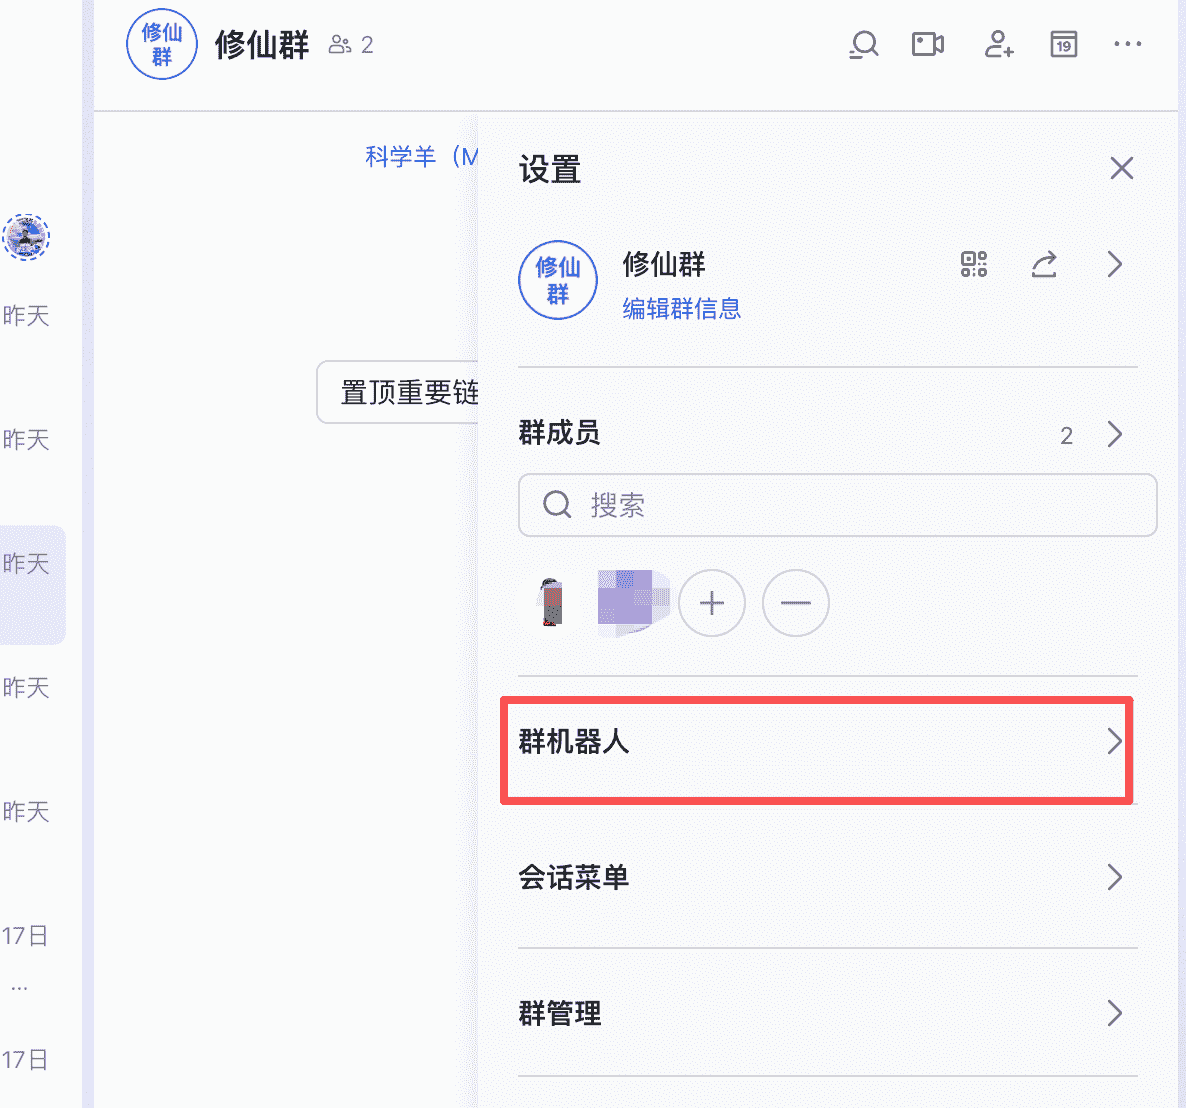 修仙
群
修仙群 2
19
科学羊（M
设置
修仙
群
修仙群
编辑群信息
昨天
置顶重要链
昨天
群成员 2
搜索
昨天
昨天
群机器人
昨天
会话菜单
17日
...
群管理
17日